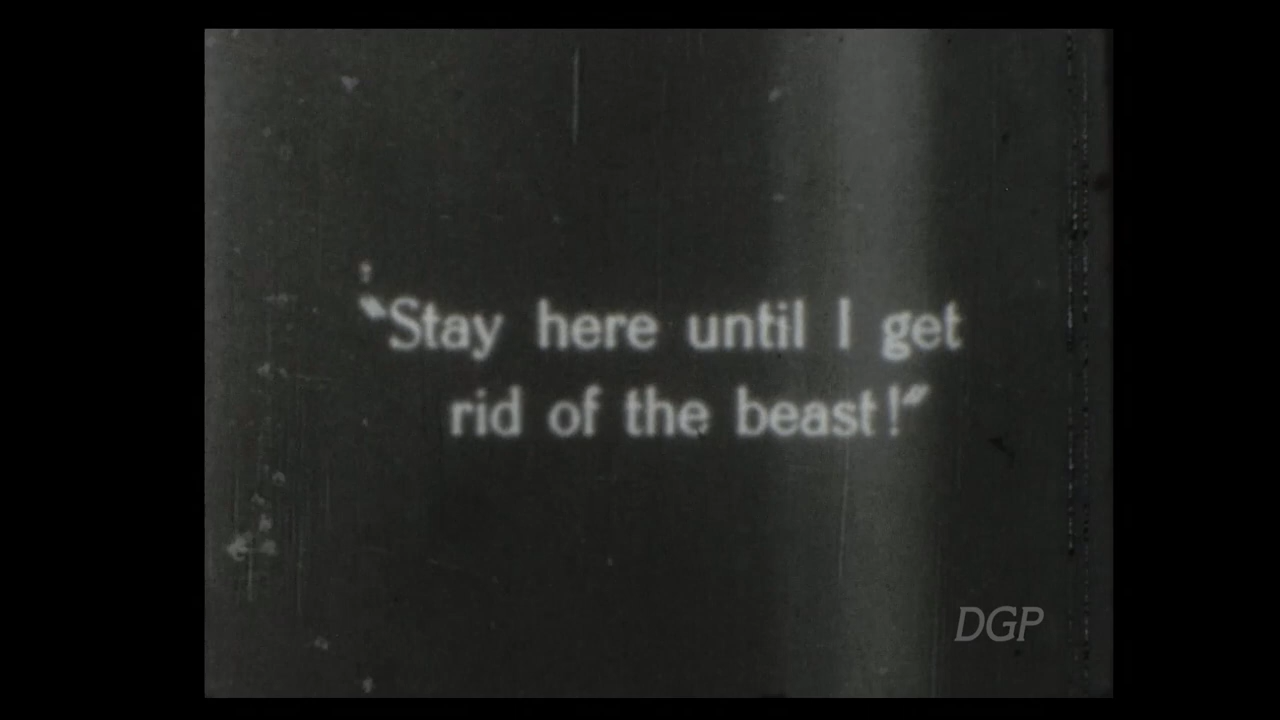 “Stay here until I get
rid of the beast!”
DGP